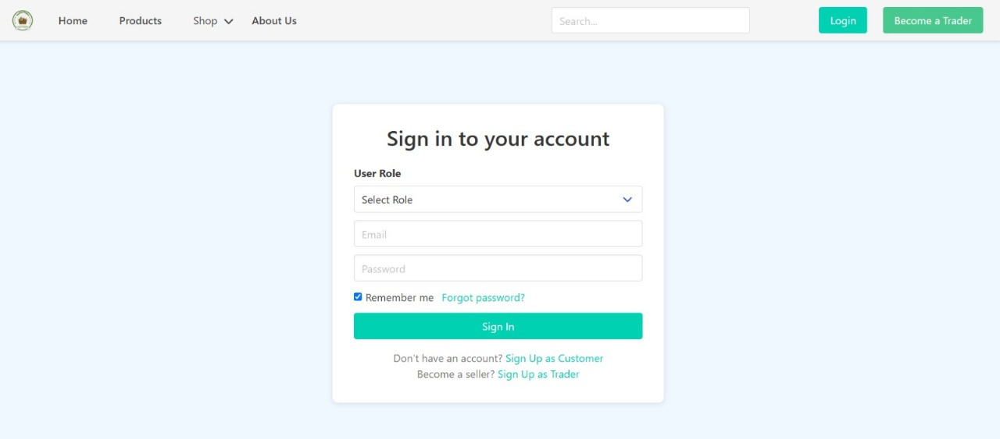 Home Products Shop About Us Search... Login Become a Trader
Sign in to your account
User Role
Select Role
Email
Password
Remember me Forgot password?
Sign In
Don't have an account? Sign Up as Customer
Become a seller? Sign Up as Trader